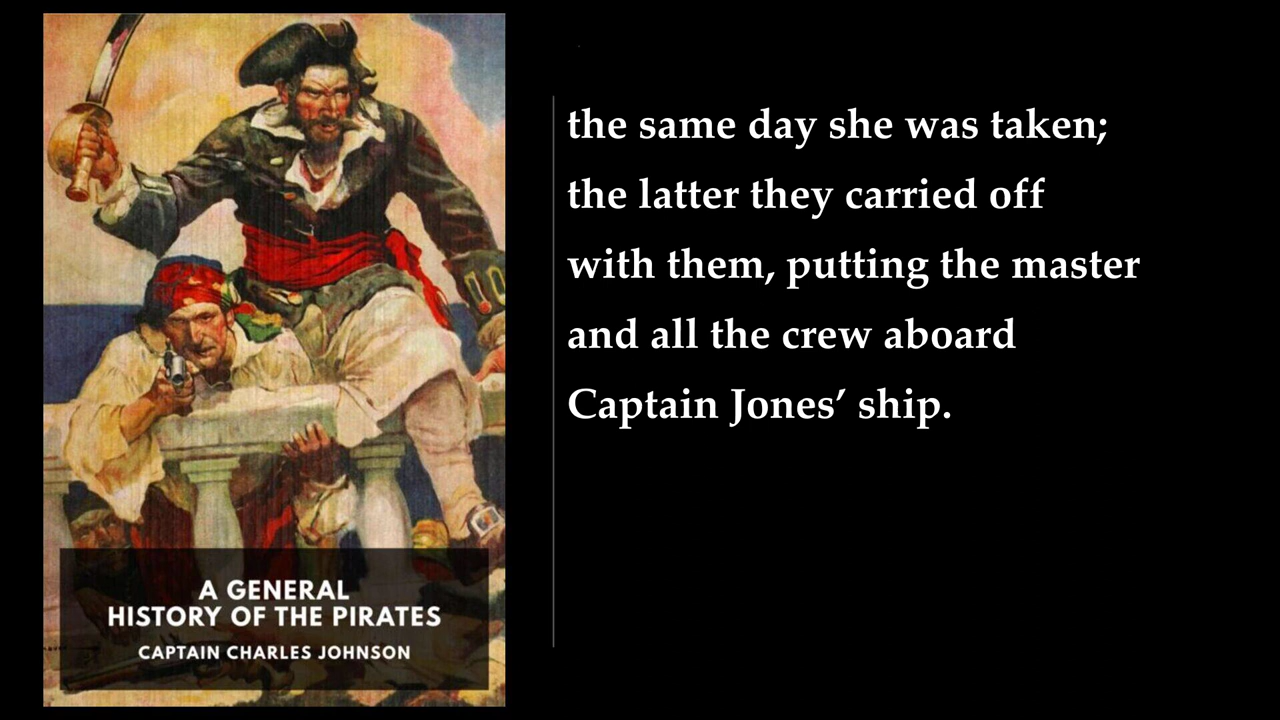 the same day she was taken;
the latter they carried off
with them, putting the master
and all the crew aboard
Captain Jones’ ship.
A GENERAL
HISTORY OF THE PIRATES
CAPTAIN CHARLES JOHNSON